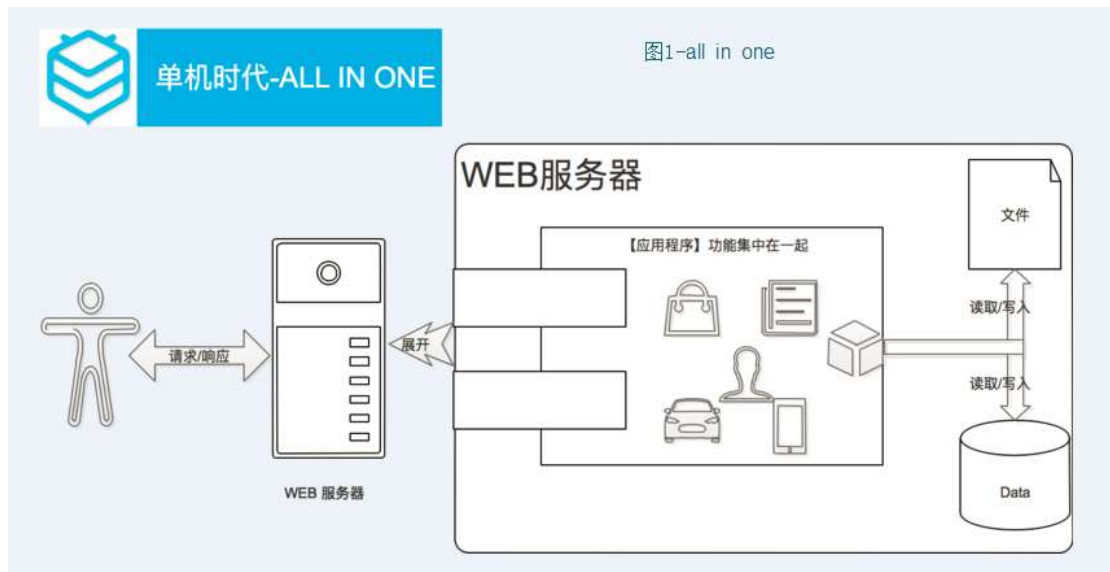 单机时代-ALL IN ONE
图1-all in one
WEB服务器
文件
【应用程序】功能集中在一起
读取/写入
展开
请求/响应
读取/写入
WEB 服务器
Data